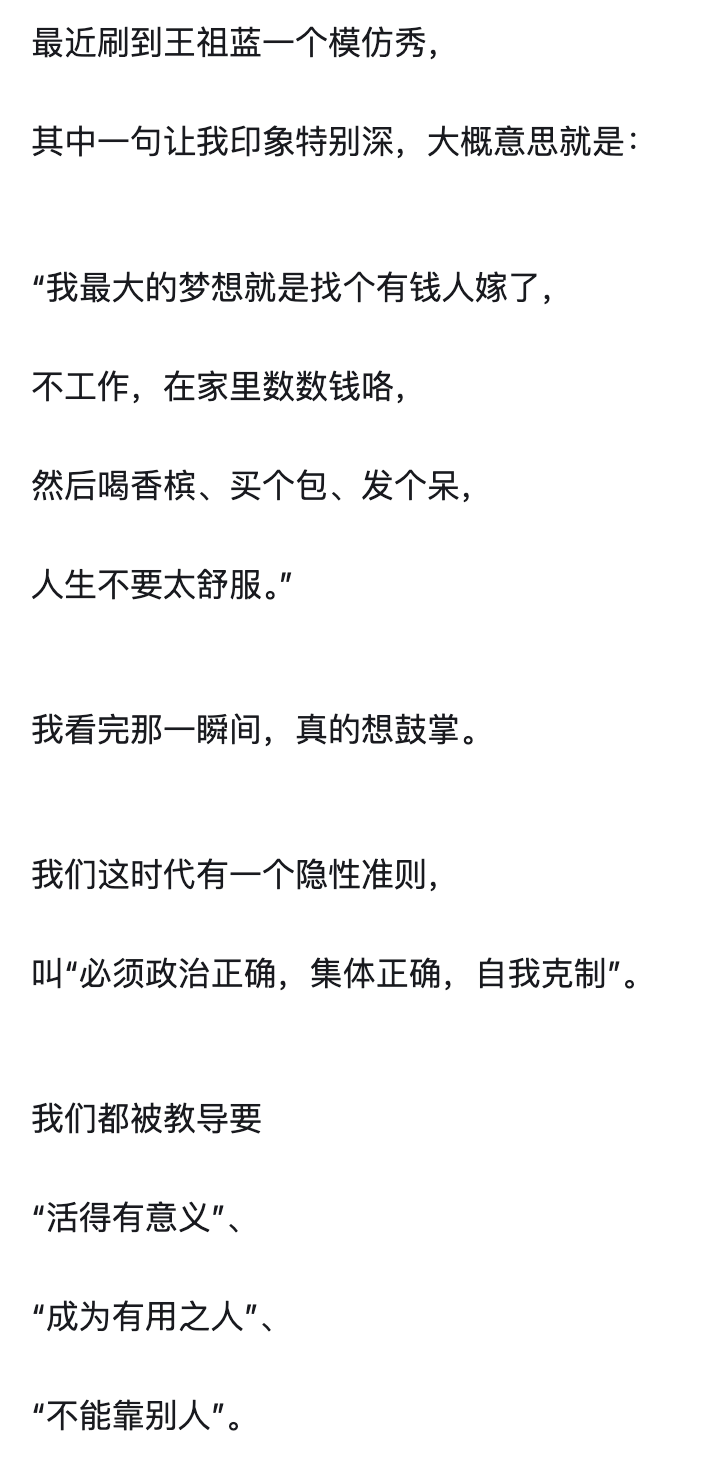 最近刷到王祖蓝一个模仿秀，
其中一句让我印象特别深，大概意思就是：
“我最大的梦想就是找个有钱人嫁了，
不工作，在家里数数钱咯，
然后喝香槟、买个包、发个呆，
人生不要太舒服。”
我看完那一瞬间，真的想鼓掌。
我们这时代有一个隐性准则，
叫“必须政治正确，集体正确，自我克制”。
我们都被教导要
“活得有意义”、
“成为有用之人”、
“不能靠别人”。